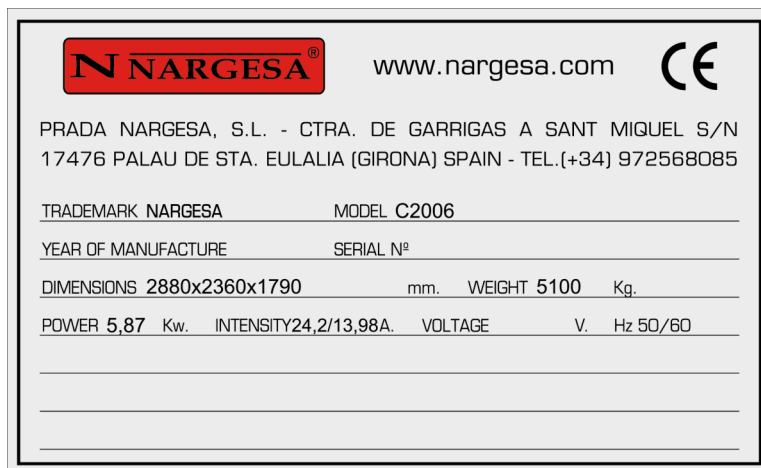 N NARGESA® www.nargesa.com CE
PRADA NARGESA, S.L. - CTRA. DE GARRIGAS A SANT MIQUEL S/N
17476 PALAU DE STA. EULALIA (GIRONA) SPAIN - TEL.(+34) 972568085
TRADEMARK NARGESA MODEL C2006
YEAR OF MANUFACTURE SERIAL Nº
DIMENSIONS 2880x2360x1790 mm. WEIGHT 5100 Kg.
POWER 5,87 Kw. INTENSITY24,2/13,98A. VOLTAGE V. Hz 50/60